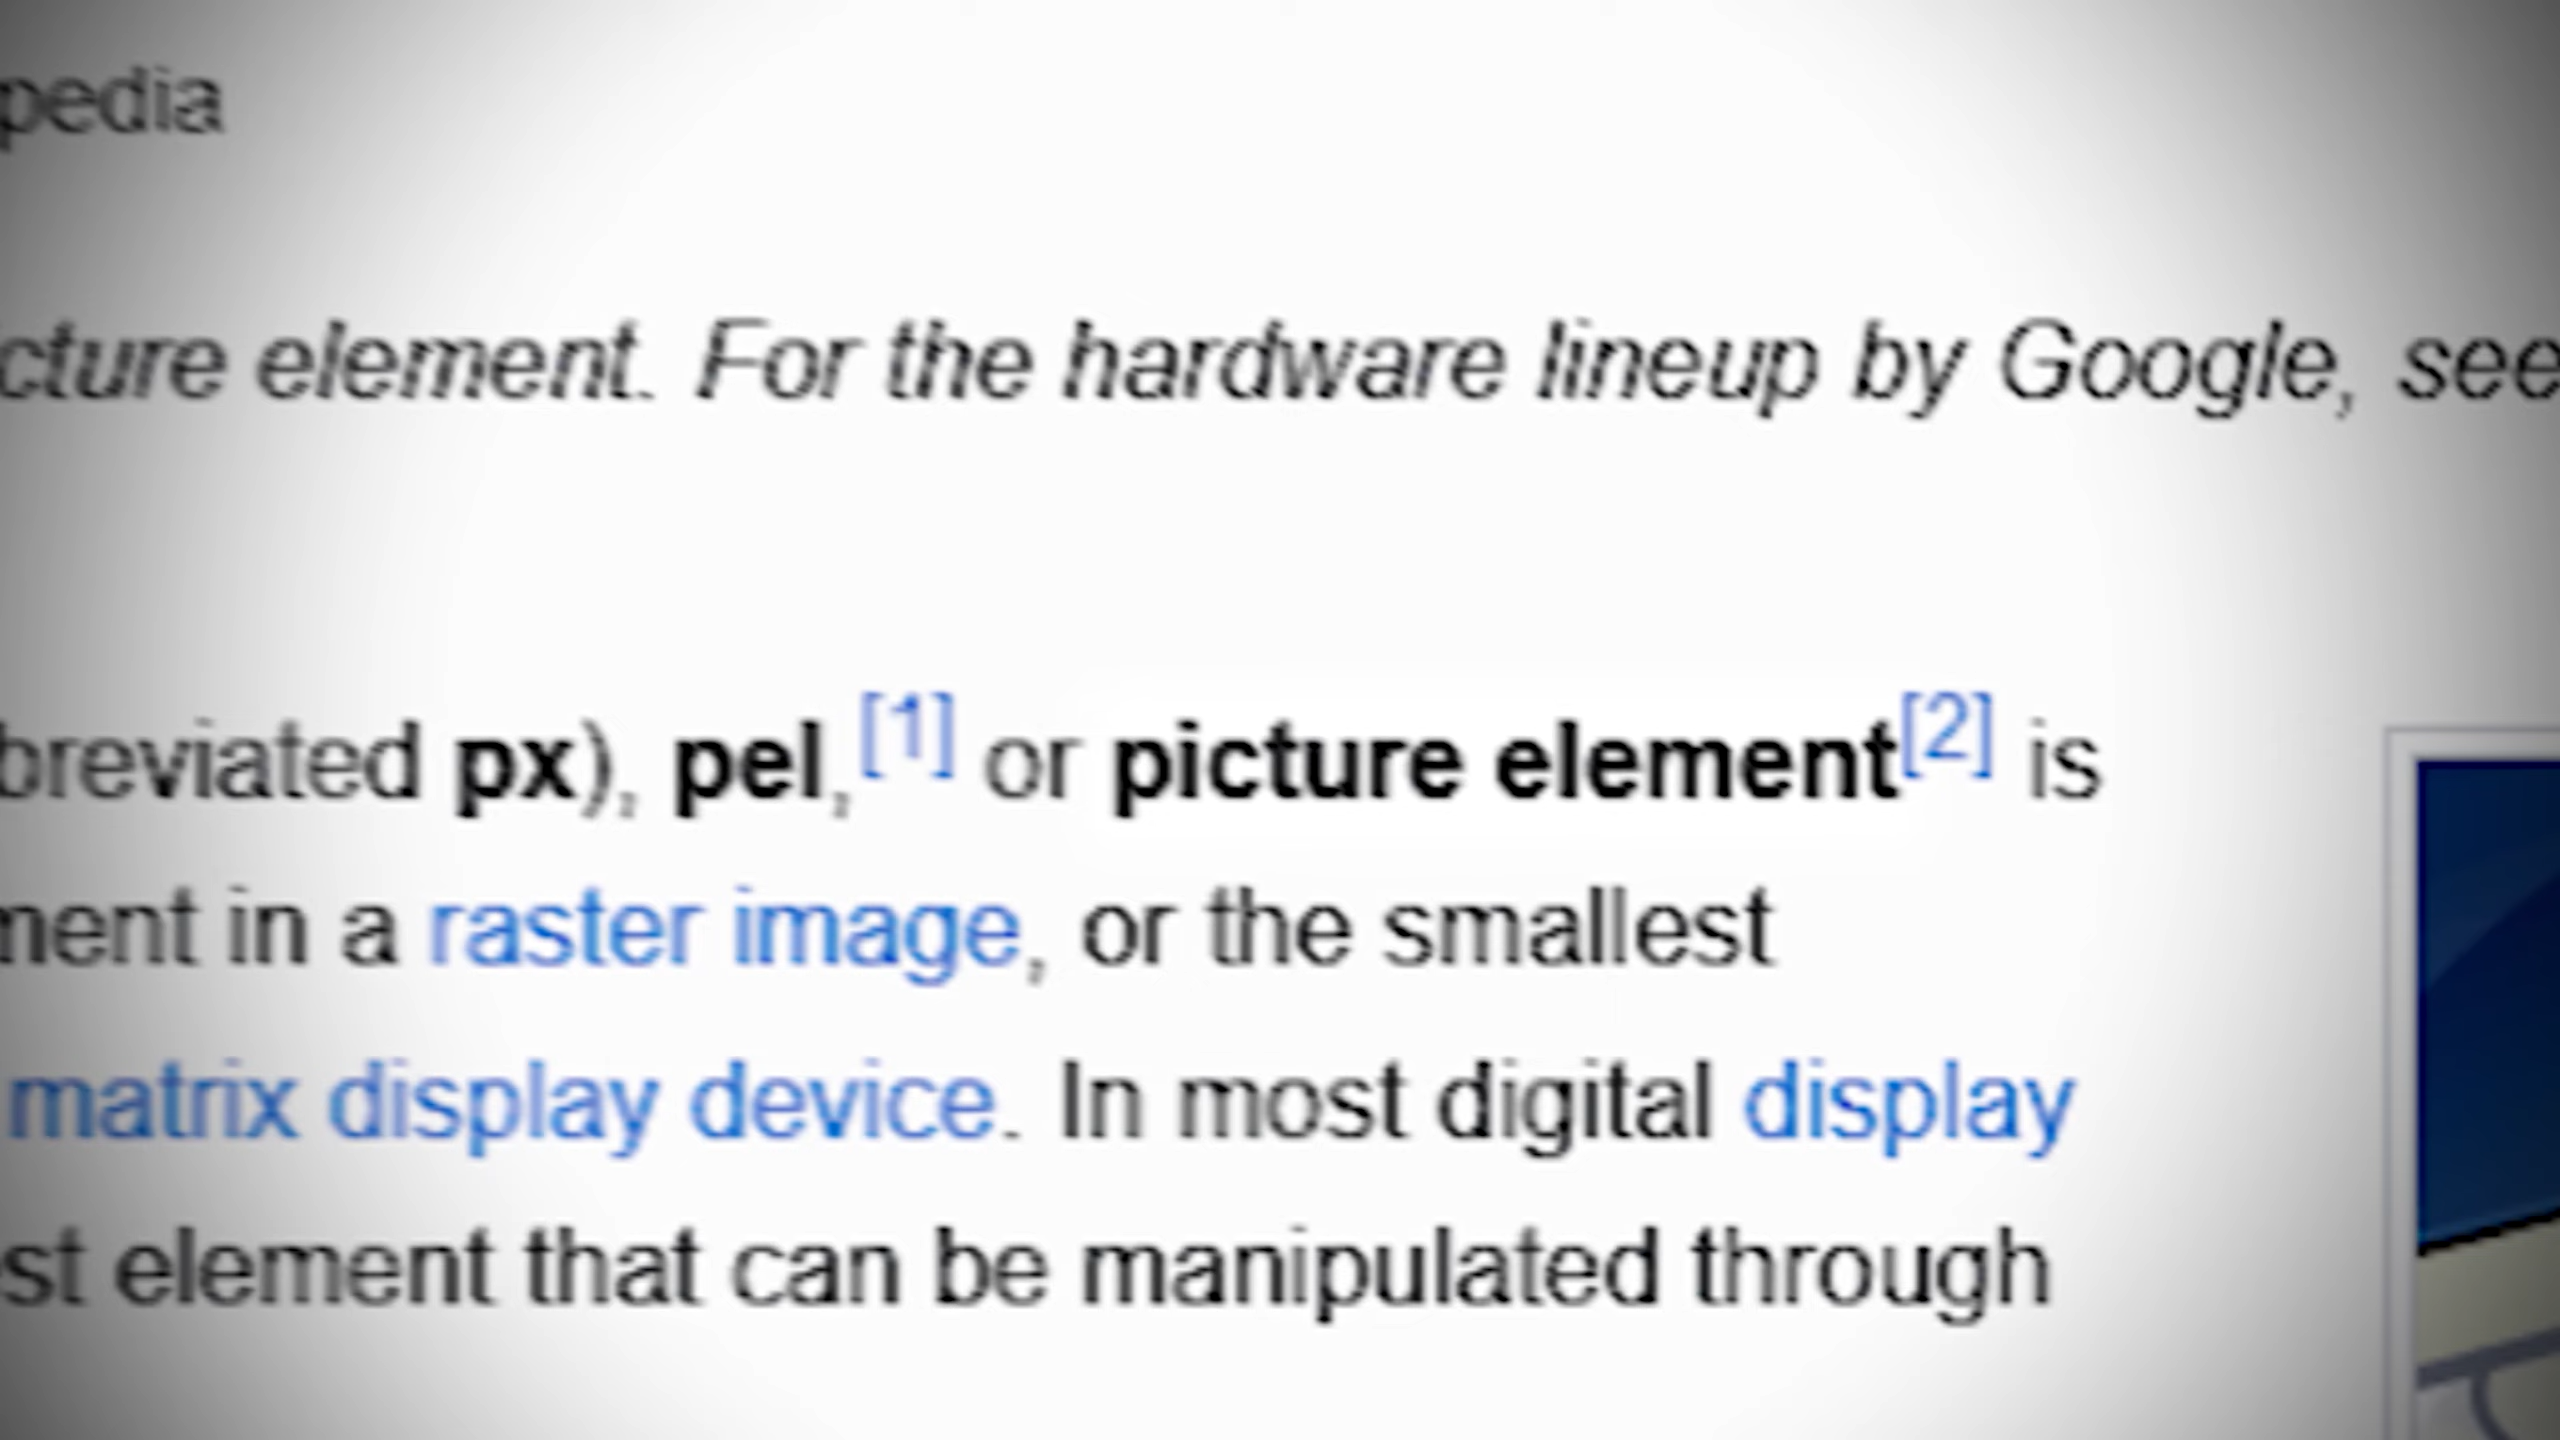 pedia
cture element. For the hardware lineup by Google, see
breviated px), pel,[1] or picture element[2] is
ment in a raster image, or the smallest
matrix display device. In most digital display
st element that can be manipulated through